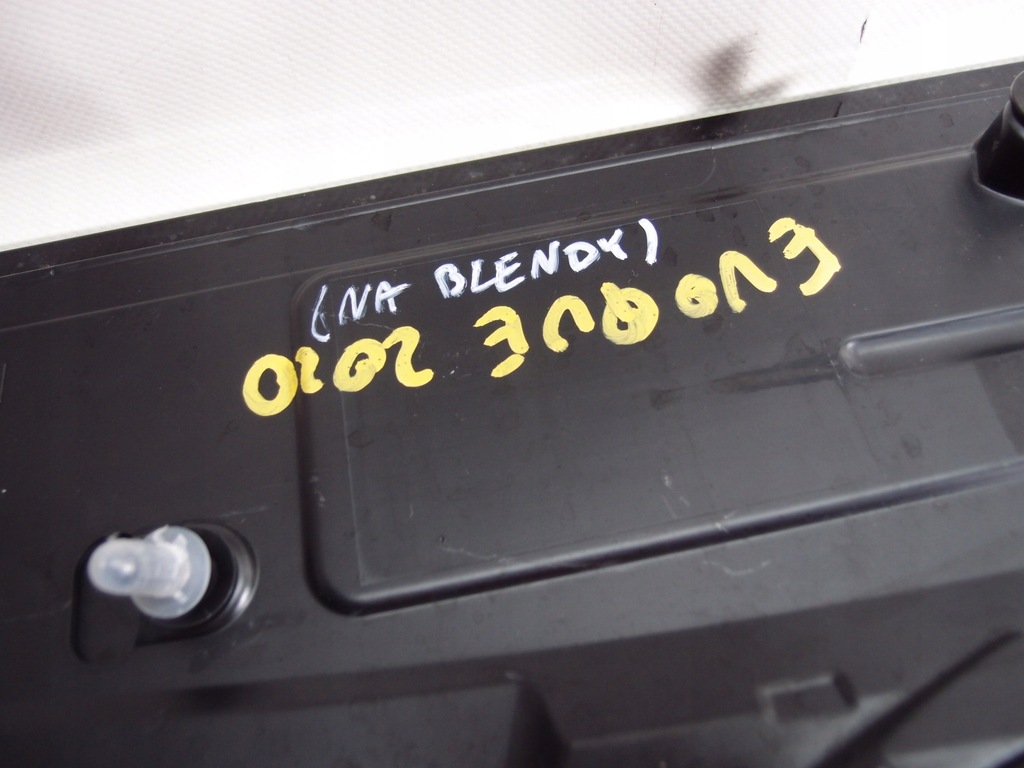 (NA BLENDY)
EVOQUE 2020